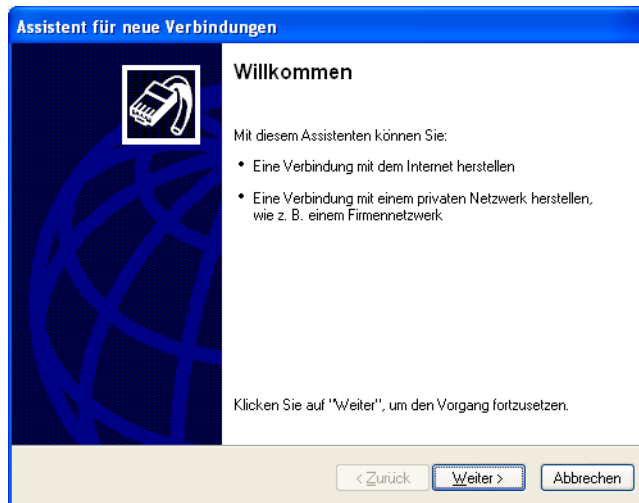 Assistent für neue Verbindungen
Willkommen
Mit diesem Assistenten können Sie:
• Eine Verbindung mit dem Internet herstellen
• Eine Verbindung mit einem privaten Netzwerk herstellen,
wie z. B. einem Firmennetzwerk
Klicken Sie auf "Weiter", um den Vorgang fortzusetzen.
< Zurück Weiter > Abbrechen